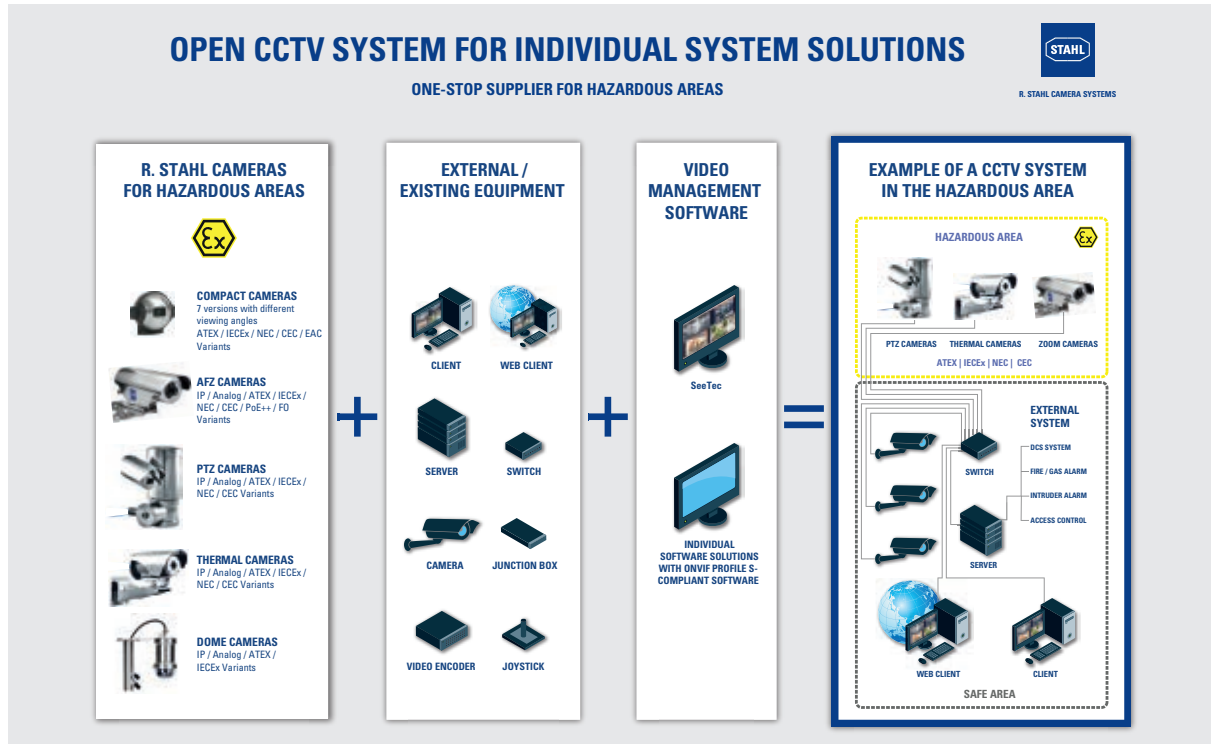 OPEN CCTV SYSTEM FOR INDIVIDUAL SYSTEM SOLUTIONS
ONE-STOP SUPPLIER FOR HAZARDOUS AREAS
STAHL
R. STAHL CAMERA SYSTEMS
R. STAHL CAMERAS
FOR HAZARDOUS AREAS
Ex
COMPACT CAMERAS
7 versions with different
viewing angles
ATEX / IECEx / NEC / CEC / EAC
Variants
AFZ CAMERAS
IP / Analog / ATEX / IECEx /
NEC / CEC / PoE++ / FO
Variants
PTZ CAMERAS
IP / Analog / ATEX / IECEx /
NEC / CEC Variants
THERMAL CAMERAS
IP / Analog / ATEX / IECEx /
NEC / CEC Variants
DOME CAMERAS
IP / Analog / ATEX /
IECEx Variants
+
EXTERNAL /
EXISTING EQUIPMENT
CLIENT
WEB CLIENT
SERVER
SWITCH
CAMERA
JUNCTION BOX
VIDEO ENCODER
JOYSTICK
+
VIDEO
MANAGEMENT
SOFTWARE
SeeTec
INDIVIDUAL
SOFTWARE SOLUTIONS
WITH ONVIF PROFILE S-
COMPLIANT SOFTWARE
=
EXAMPLE OF A CCTV SYSTEM
IN THE HAZARDOUS AREA
HAZARDOUS AREA
Ex
PTZ CAMERAS
THERMAL CAMERAS
ZOOM CAMERAS
ATEX | IECEx | NEC | CEC
EXTERNAL
SYSTEM
DCS SYSTEM
FIRE / GAS ALARM
INTRUDER ALARM
ACCESS CONTROL
SWITCH
SERVER
WEB CLIENT
CLIENT
SAFE AREA